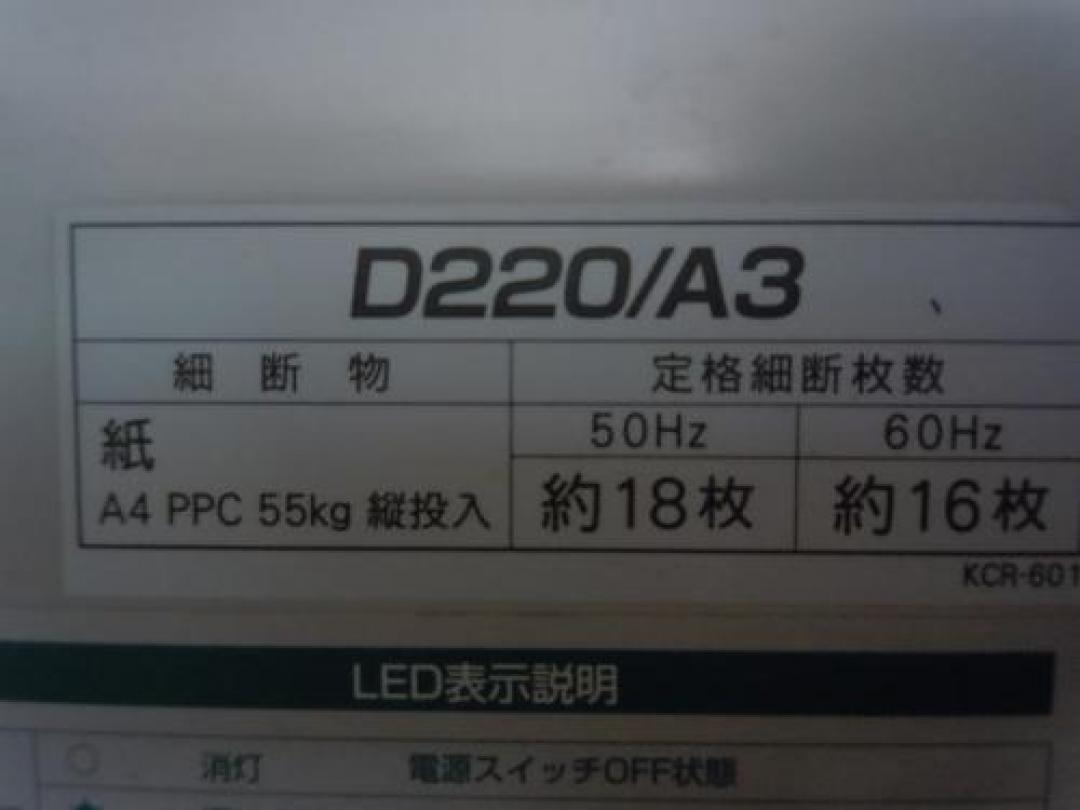 D220/A3
細断物 定格細断枚数
50Hz 60Hz
紙
A4 PPC 55kg 縦投入 約18枚 約16枚
KCR-601
LED表示説明
消灯 電源スイッチOFF状態